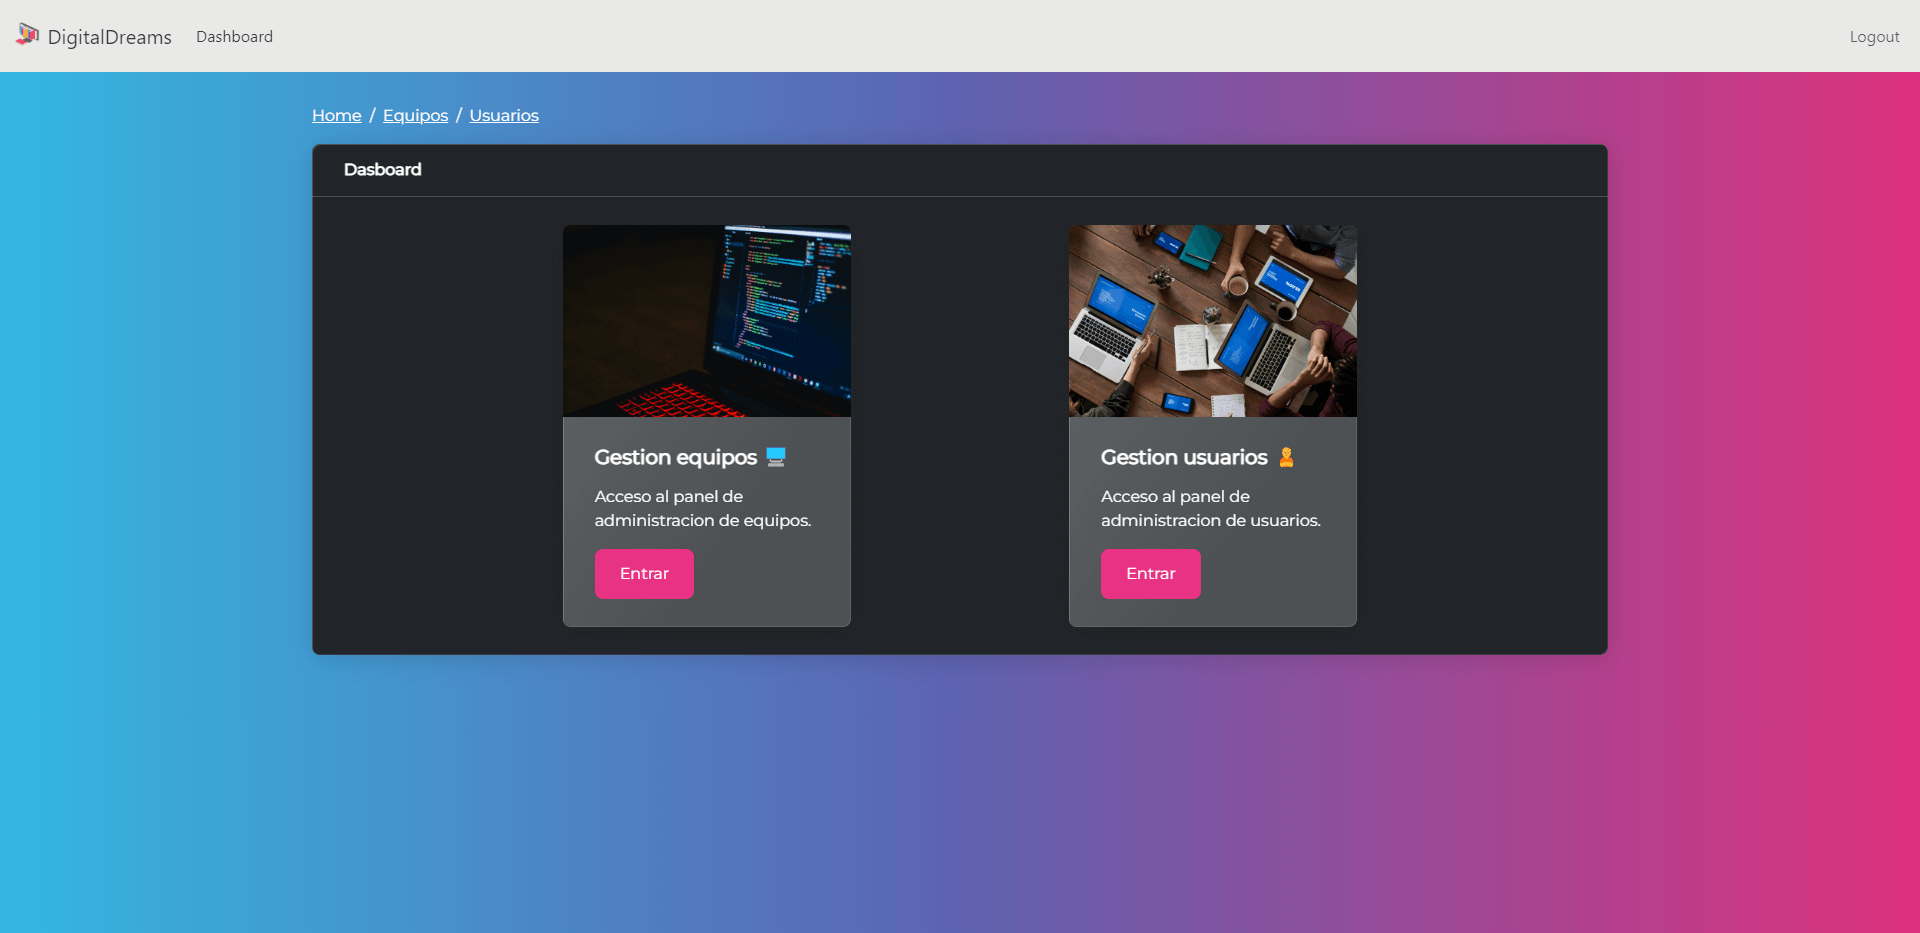 DigitalDreams Dashboard Logout
Home / Equipos / Usuarios
Dasboard
Gestion equipos
Acceso al panel de
administracion de equipos.
Entrar
Gestion usuarios
Acceso al panel de
administracion de usuarios.
Entrar